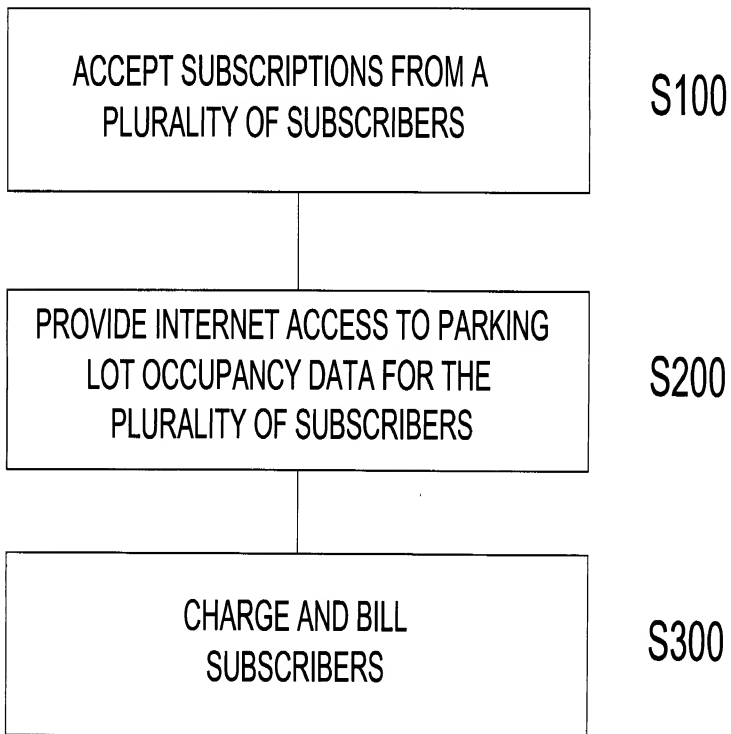 ACCEPT SUBSCRIPTIONS FROM A
PLURALITY OF SUBSCRIBERS
S100
PROVIDE INTERNET ACCESS TO PARKING
LOT OCCUPANCY DATA FOR THE
PLURALITY OF SUBSCRIBERS
S200
CHARGE AND BILL
SUBSCRIBERS
S300